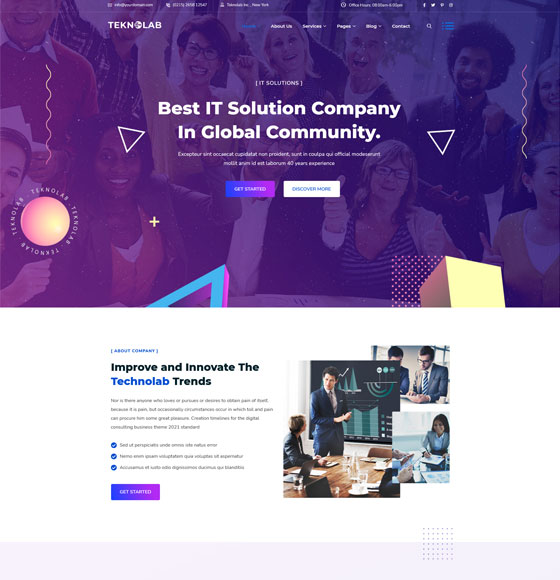 info@yourdomain.com (0215) 2658 12547 Teknolab Inc., New York Office Hours: 08:00am-6:00pm
TEKNOLAB Home About Us Services Pages Blog Contact
[ IT SOLUTIONS ]
Best IT Solution Company
In Global Community.
Excepteur sint occaecat cupidatat non proident, sunt in coulpa qui official modeserunt
mollit anim id est laborum 40 years experience
GET STARTED DISCOVER MORE
TEKNOLAB · TEKNOLAB · TEKNOLAB · TEKNOLAB ·
[ ABOUT COMPANY ]
Improve and Innovate The
Technolab Trends
Nor is there anyone who loves or pursues or desires to obtain pain of itself,
because it is pain, but occasionally circumstances occur in which toil and pain
can procure him some great pleasure. Creation timelines for the digital
consulting business theme 2021 standard
Sed ut perspiciatis unde omnis iste natus error
Nemo enim ipsam voluptatem quia voluptas sit aspernatur
Accusamus et iusto odio dignissimos ducimus qui blanditiis
GET STARTED